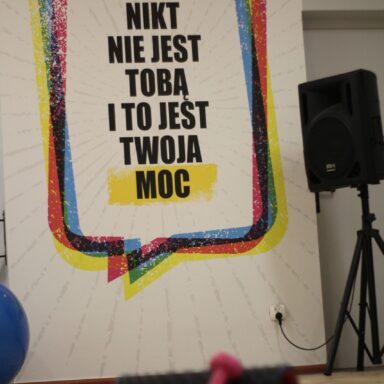 NIKT
NIE JEST
TOBĄ
I TO JEST
TWOJA
MOC